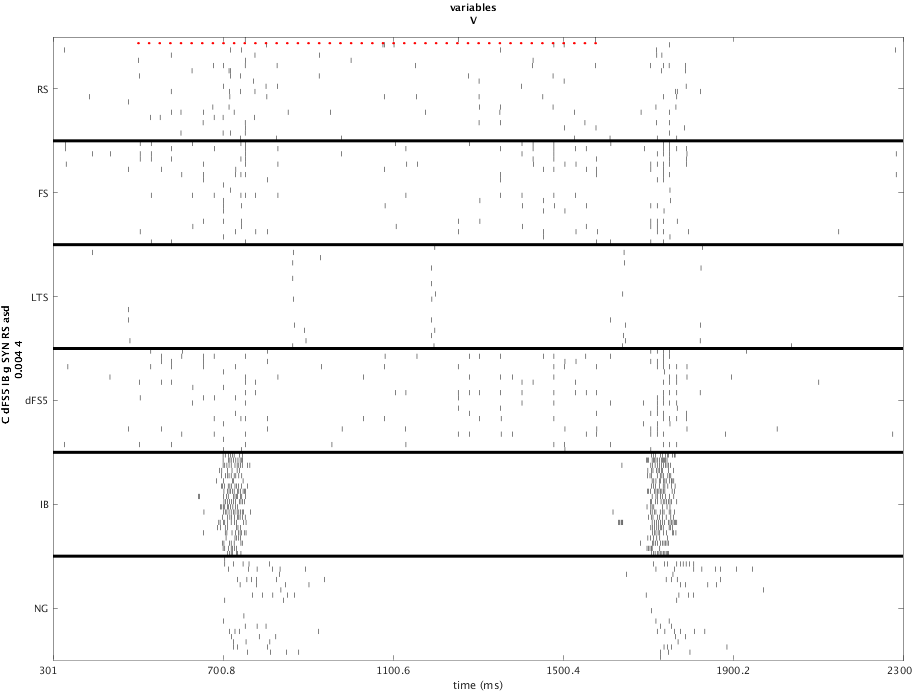 variables
V
RS
FS
LTS
dFS5
IB
NG
C dFS5 IB g SYN RS asd
0.004 4
301
700.8
1100.6
1500.4
1900.2
2300
time (ms)